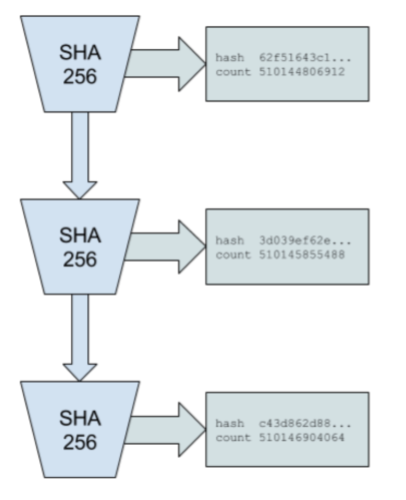 SHA
256
hash 62f51643c1...
count 510144806912
SHA
256
hash 3d039ef62e...
count 510145855488
SHA
256
hash c43d862d88...
count 510146904064